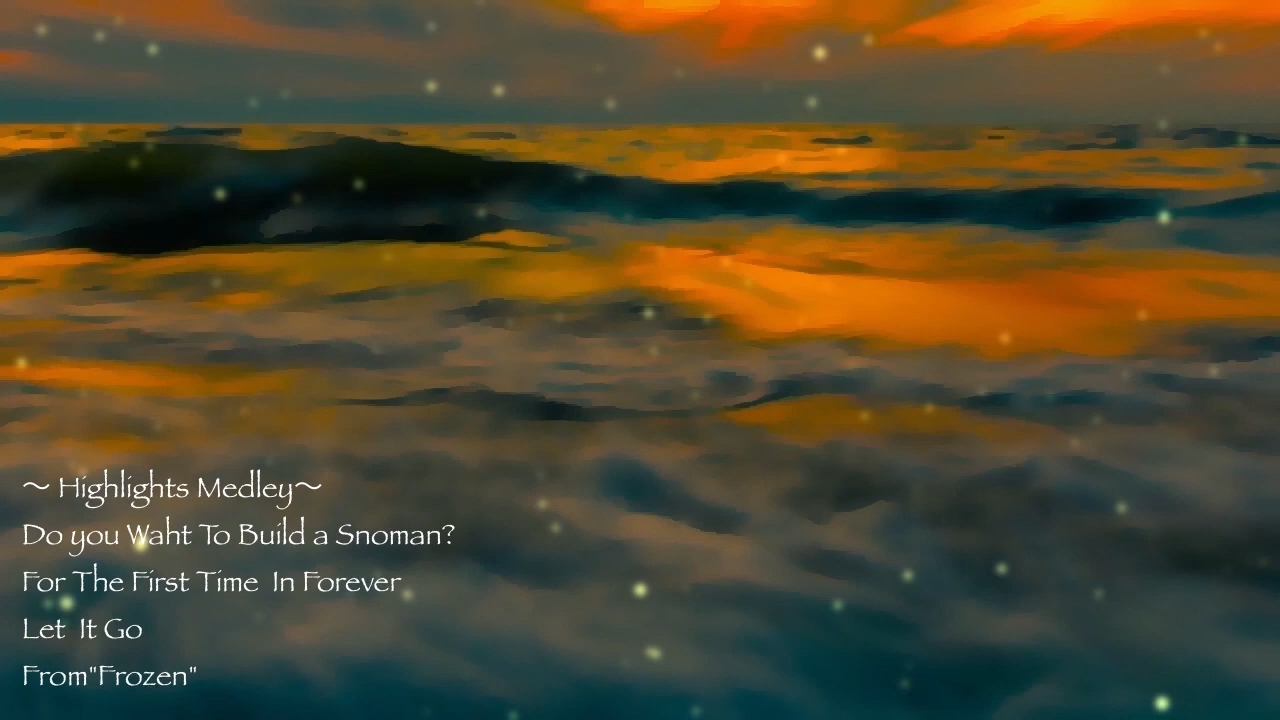 ～ Highlights Medley～
Do you Waht To Build a Snoman?
For The First Time In Forever
Let It Go
From"Frozen"